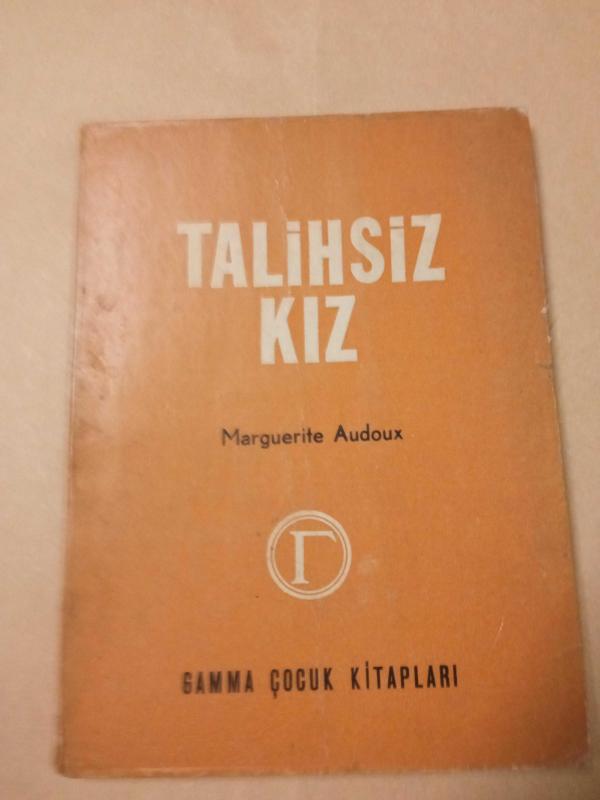 TALİHSİZ
KIZ
Marguerite Audoux
Γ
GAMMA ÇOCUK KİTAPLARI